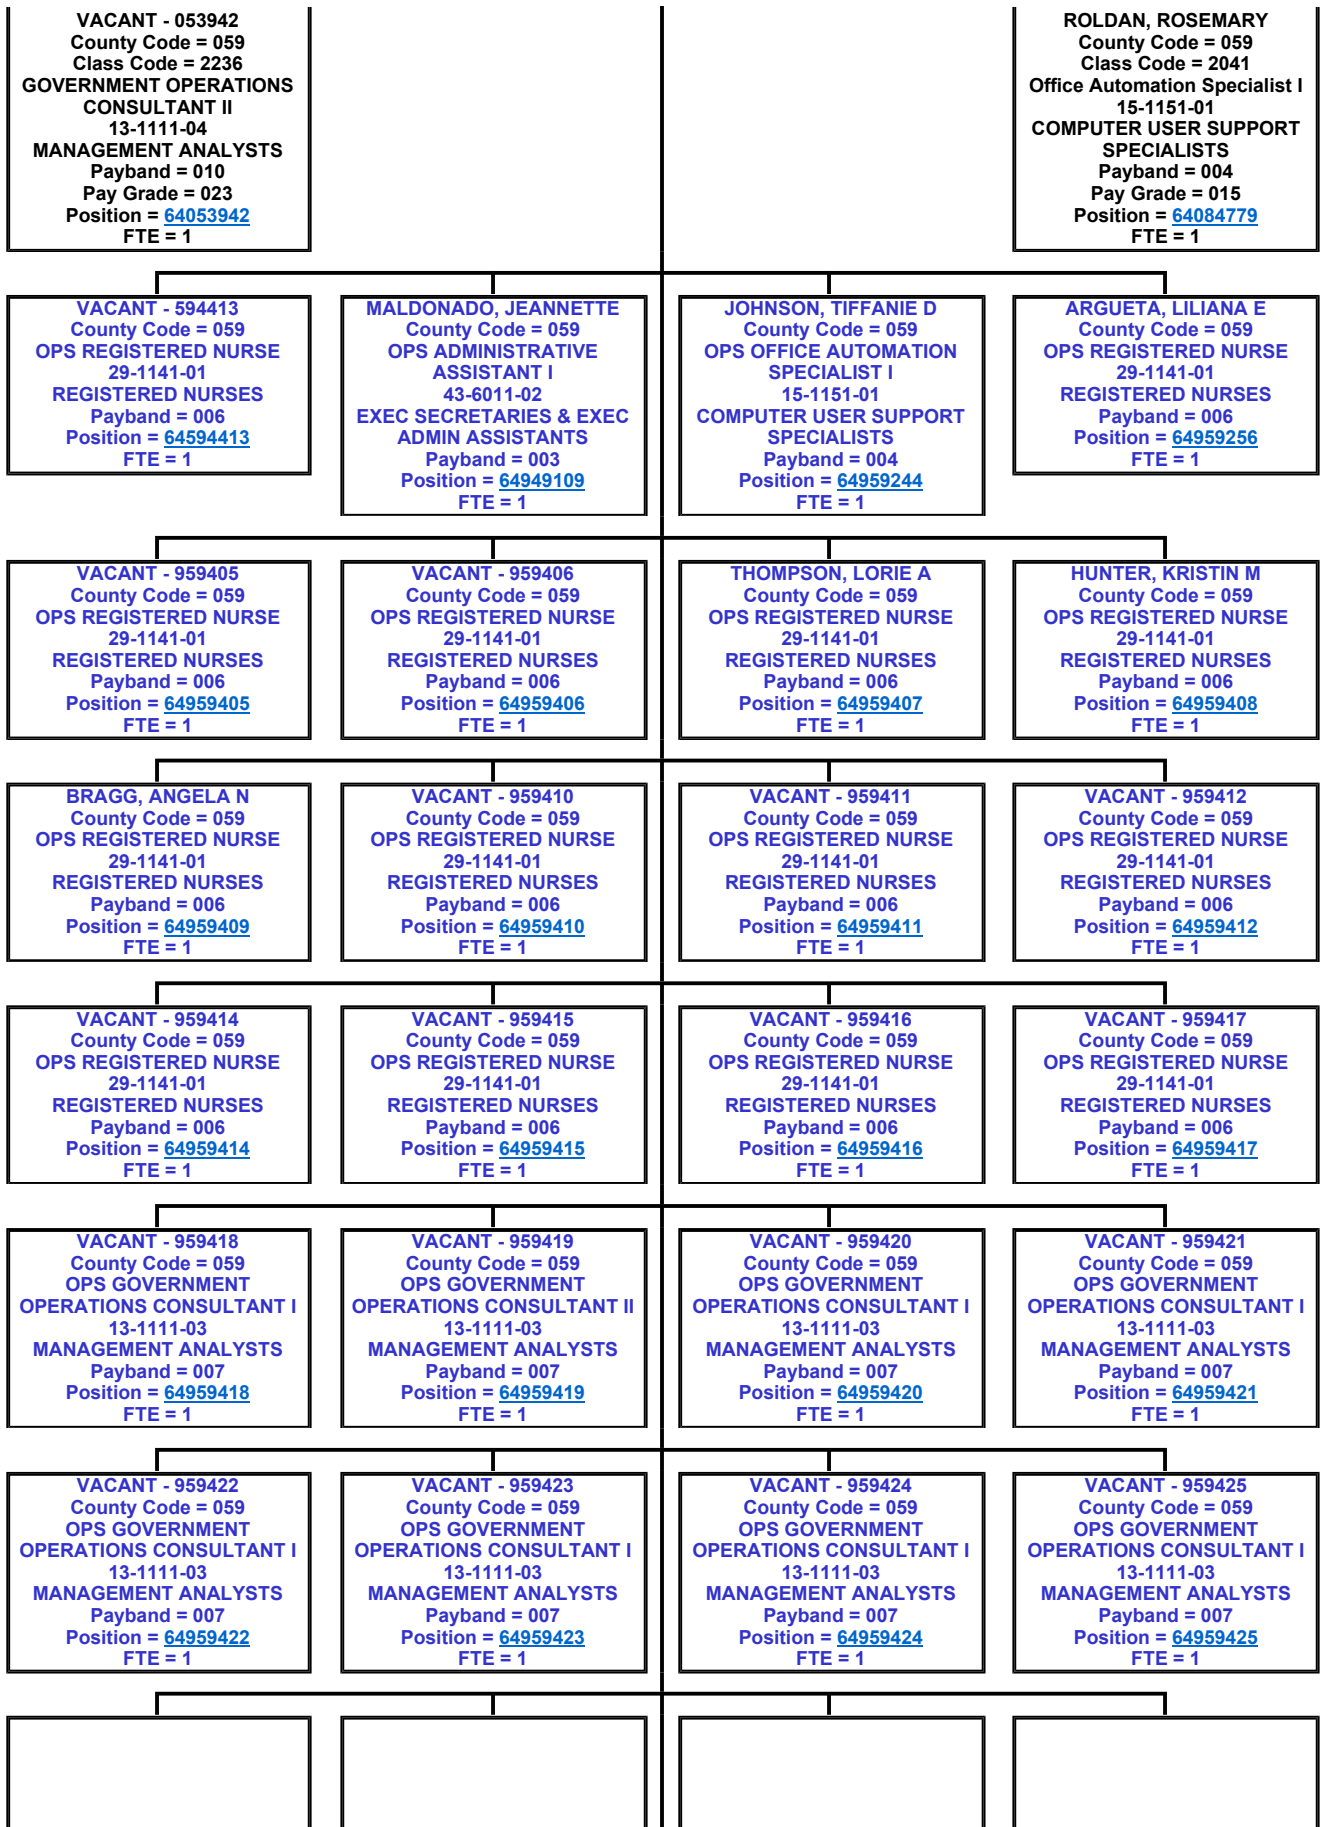 VACANT - 053942
County Code = 059
Class Code = 2236
GOVERNMENT OPERATIONS
CONSULTANT II
13-1111-04
MANAGEMENT ANALYSTS
Payband = 010
Pay Grade = 023
Position = 64053942
FTE = 1
ROLDAN, ROSEMARY
County Code = 059
Class Code = 2041
Office Automation Specialist I
15-1151-01
COMPUTER USER SUPPORT
SPECIALISTS
Payband = 004
Pay Grade = 015
Position = 64084779
FTE = 1
VACANT - 594413
County Code = 059
OPS REGISTERED NURSE
29-1141-01
REGISTERED NURSES
Payband = 006
Position = 64594413
FTE = 1
MALDONADO, JEANNETTE
County Code = 059
OPS ADMINISTRATIVE
ASSISTANT I
43-6011-02
EXEC SECRETARIES & EXEC
ADMIN ASSISTANTS
Payband = 003
Position = 64949109
FTE = 1
JOHNSON, TIFFANIE D
County Code = 059
OPS OFFICE AUTOMATION
SPECIALIST I
15-1151-01
COMPUTER USER SUPPORT
SPECIALISTS
Payband = 004
Position = 64959244
FTE = 1
ARGUETA, LILIANA E
County Code = 059
OPS REGISTERED NURSE
29-1141-01
REGISTERED NURSES
Payband = 006
Position = 64959256
FTE = 1
VACANT - 959405
County Code = 059
OPS REGISTERED NURSE
29-1141-01
REGISTERED NURSES
Payband = 006
Position = 64959405
FTE = 1
VACANT - 959406
County Code = 059
OPS REGISTERED NURSE
29-1141-01
REGISTERED NURSES
Payband = 006
Position = 64959406
FTE = 1
THOMPSON, LORIE A
County Code = 059
OPS REGISTERED NURSE
29-1141-01
REGISTERED NURSES
Payband = 006
Position = 64959407
FTE = 1
HUNTER, KRISTIN M
County Code = 059
OPS REGISTERED NURSE
29-1141-01
REGISTERED NURSES
Payband = 006
Position = 64959408
FTE = 1
BRAGG, ANGELA N
County Code = 059
OPS REGISTERED NURSE
29-1141-01
REGISTERED NURSES
Payband = 006
Position = 64959409
FTE = 1
VACANT - 959410
County Code = 059
OPS REGISTERED NURSE
29-1141-01
REGISTERED NURSES
Payband = 006
Position = 64959410
FTE = 1
VACANT - 959411
County Code = 059
OPS REGISTERED NURSE
29-1141-01
REGISTERED NURSES
Payband = 006
Position = 64959411
FTE = 1
VACANT - 959412
County Code = 059
OPS REGISTERED NURSE
29-1141-01
REGISTERED NURSES
Payband = 006
Position = 64959412
FTE = 1
VACANT - 959414
County Code = 059
OPS REGISTERED NURSE
29-1141-01
REGISTERED NURSES
Payband = 006
Position = 64959414
FTE = 1
VACANT - 959415
County Code = 059
OPS REGISTERED NURSE
29-1141-01
REGISTERED NURSES
Payband = 006
Position = 64959415
FTE = 1
VACANT - 959416
County Code = 059
OPS REGISTERED NURSE
29-1141-01
REGISTERED NURSES
Payband = 006
Position = 64959416
FTE = 1
VACANT - 959417
County Code = 059
OPS REGISTERED NURSE
29-1141-01
REGISTERED NURSES
Payband = 006
Position = 64959417
FTE = 1
VACANT - 959418
County Code = 059
OPS GOVERNMENT
OPERATIONS CONSULTANT I
13-1111-03
MANAGEMENT ANALYSTS
Payband = 007
Position = 64959418
FTE = 1
VACANT - 959419
County Code = 059
OPS GOVERNMENT
OPERATIONS CONSULTANT II
13-1111-03
MANAGEMENT ANALYSTS
Payband = 007
Position = 64959419
FTE = 1
VACANT - 959420
County Code = 059
OPS GOVERNMENT
OPERATIONS CONSULTANT I
13-1111-03
MANAGEMENT ANALYSTS
Payband = 007
Position = 64959420
FTE = 1
VACANT - 959421
County Code = 059
OPS GOVERNMENT
OPERATIONS CONSULTANT I
13-1111-03
MANAGEMENT ANALYSTS
Payband = 007
Position = 64959421
FTE = 1
VACANT - 959422
County Code = 059
OPS GOVERNMENT
OPERATIONS CONSULTANT I
13-1111-03
MANAGEMENT ANALYSTS
Payband = 007
Position = 64959422
FTE = 1
VACANT - 959423
County Code = 059
OPS GOVERNMENT
OPERATIONS CONSULTANT I
13-1111-03
MANAGEMENT ANALYSTS
Payband = 007
Position = 64959423
FTE = 1
VACANT - 959424
County Code = 059
OPS GOVERNMENT
OPERATIONS CONSULTANT I
13-1111-03
MANAGEMENT ANALYSTS
Payband = 007
Position = 64959424
FTE = 1
VACANT - 959425
County Code = 059
OPS GOVERNMENT
OPERATIONS CONSULTANT I
13-1111-03
MANAGEMENT ANALYSTS
Payband = 007
Position = 64959425
FTE = 1